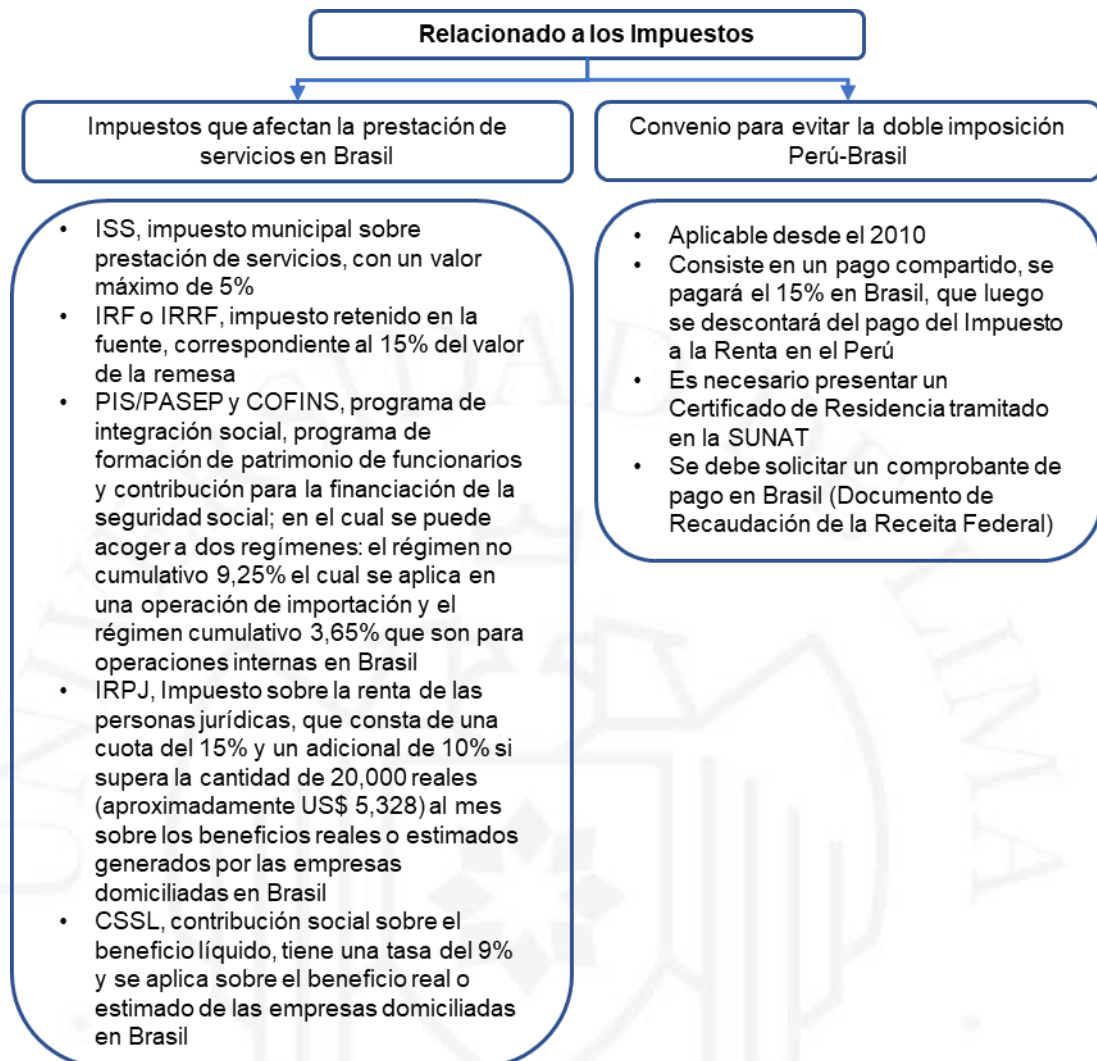 Relacionado a los Impuestos
Impuestos que afectan la prestación de
servicios en Brasil
Convenio para evitar la doble imposición
Perú-Brasil
• ISS, impuesto municipal sobre
prestación de servicios, con un valor
máximo de 5%
• IRF o IRRF, impuesto retenido en la
fuente, correspondiente al 15% del valor
de la remesa
• PIS/PASEP y COFINS, programa de
integración social, programa de
formación de patrimonio de funcionarios
y contribución para la financiación de la
seguridad social; en el cual se puede
acoger a dos regímenes: el régimen no
cumulativo 9,25% el cual se aplica en
una operación de importación y el
régimen cumulativo 3,65% que son para
operaciones internas en Brasil
• IRPJ, Impuesto sobre la renta de las
personas jurídicas, que consta de una
cuota del 15% y un adicional de 10% si
supera la cantidad de 20,000 reales
(aproximadamente US$ 5,328) al mes
sobre los beneficios reales o estimados
generados por las empresas
domiciliadas en Brasil
• CSSL, contribución social sobre el
beneficio líquido, tiene una tasa del 9%
y se aplica sobre el beneficio real o
estimado de las empresas domiciliadas
en Brasil
• Aplicable desde el 2010
• Consiste en un pago compartido, se
pagará el 15% en Brasil, que luego
se descontará del pago del Impuesto
a la Renta en el Perú
• Es necesario presentar un
Certificado de Residencia tramitado
en la SUNAT
• Se debe solicitar un comprobante de
pago en Brasil (Documento de
Recaudación de la Receita Federal)
UNIVERSIDAD DE LIMA